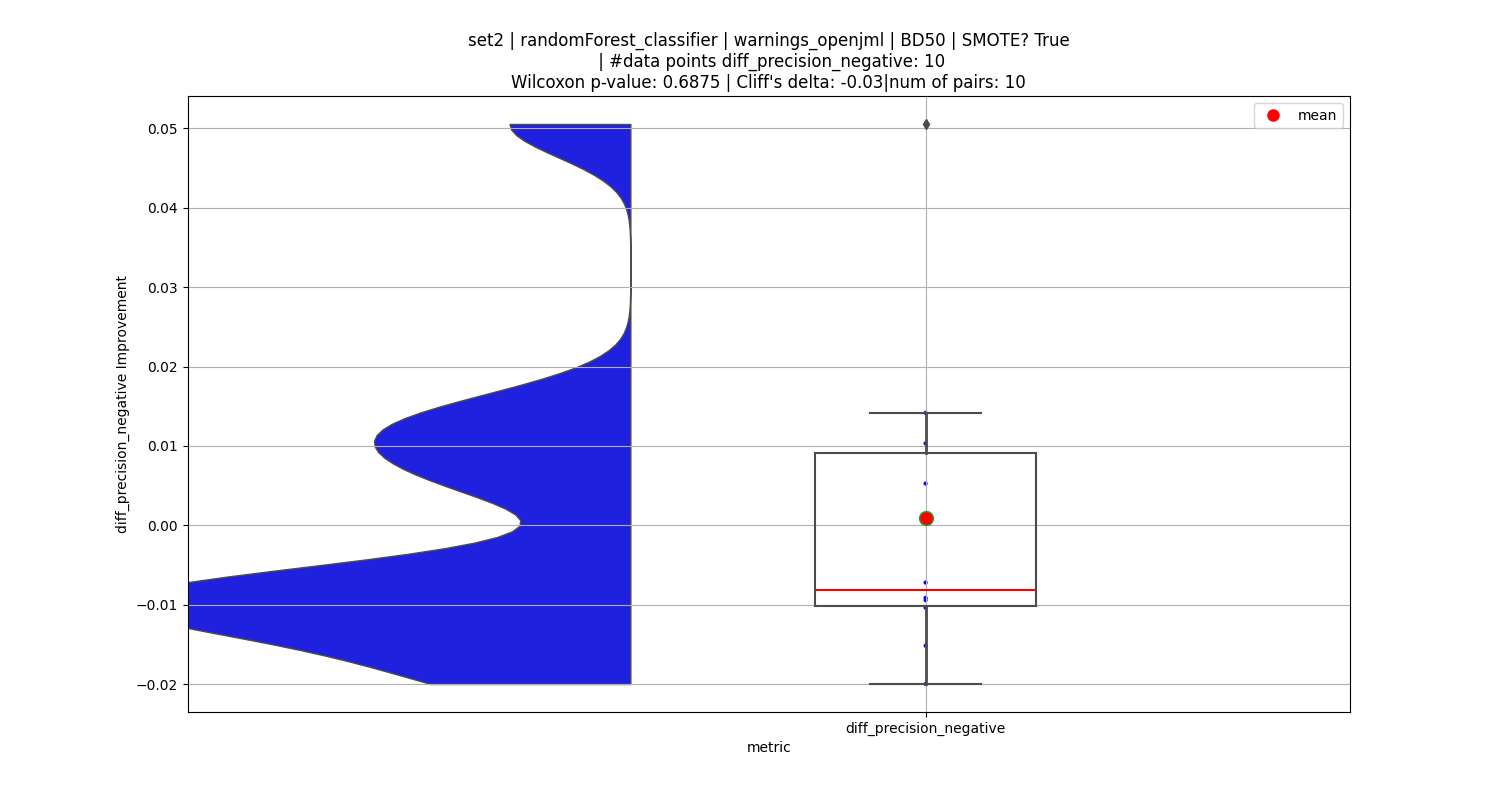 set2 | randomForest_classifier | warnings_openjml | BD50 | SMOTE? True
| #data points diff_precision_negative: 10
Wilcoxon p-value: 0.6875 | Cliff's delta: -0.03|num of pairs: 10
mean
0.05
0.04
0.03
0.02
0.01
0.00
−0.01
−0.02
diff_precision_negative Improvement
diff_precision_negative
metric